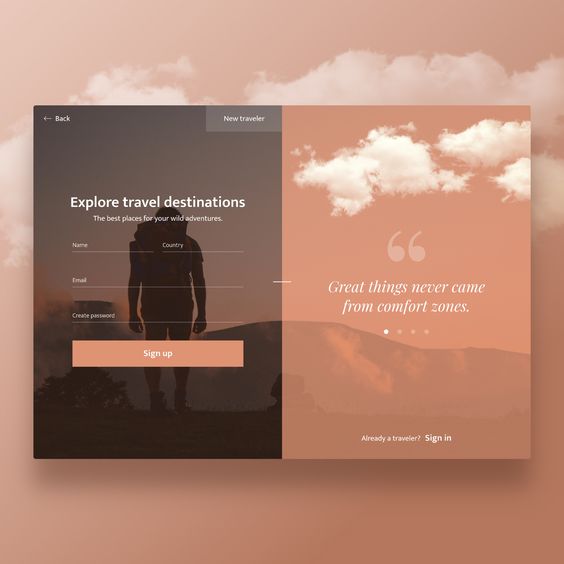 ← Back
New traveler
Explore travel destinations
The best places for your wild adventures.
Name
Country
Email
Create password
Sign up
“
Great things never came
from comfort zones.
Already a traveler? Sign in